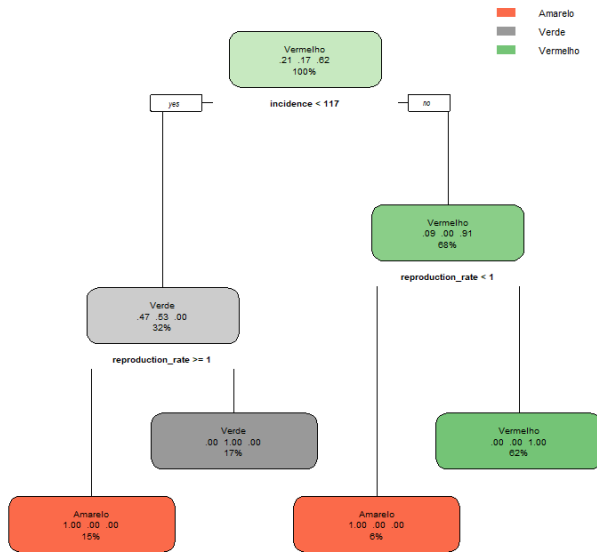 Amarelo
Verde
Vermelho
Vermelho
.21 .17 .62
100%
yes
incidence < 117
no
Vermelho
.09 .00 .91
68%
reproduction_rate < 1
Verde
.47 .53 .00
32%
reproduction_rate >= 1
Verde
.00 1.00 .00
17%
Vermelho
.00 .00 1.00
62%
Amarelo
1.00 .00 .00
15%
Amarelo
1.00 .00 .00
6%